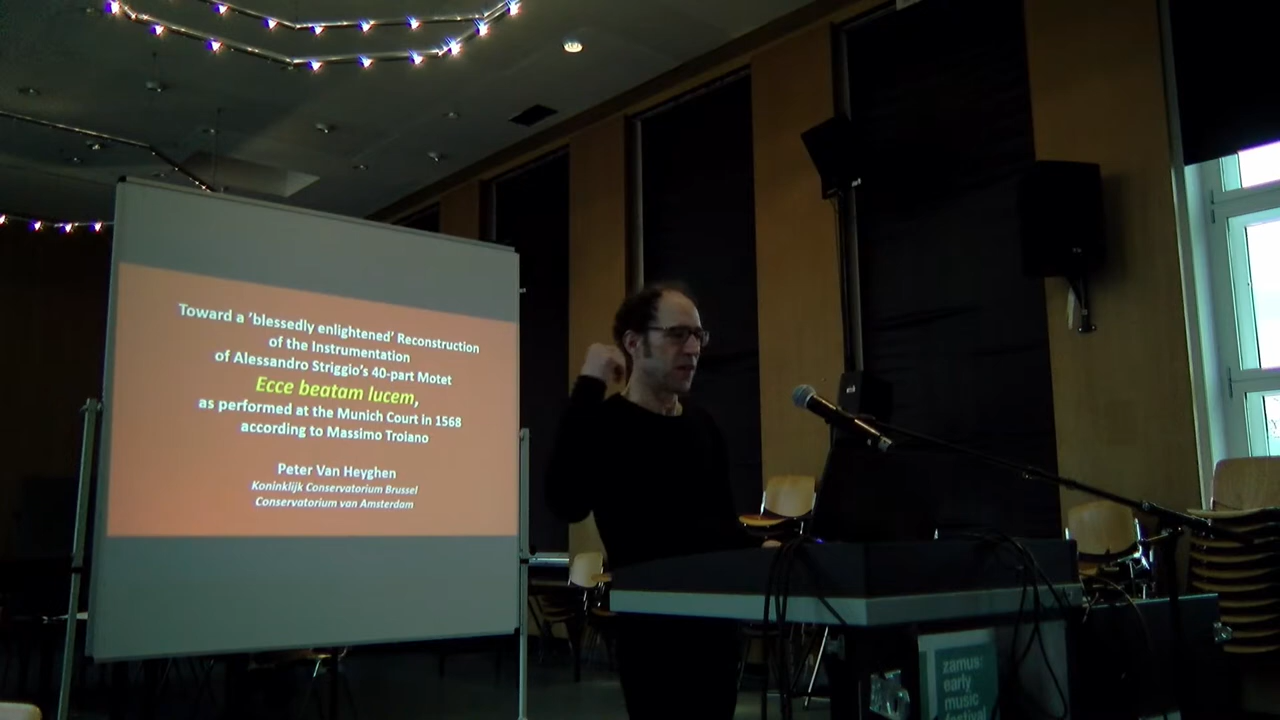 Toward a 'blessedly enlightened' Reconstruction
of the Instrumentation
of Alessandro Striggio's 40-part Motet
Ecce beatam lucem,
as performed at the Munich Court in 1568
according to Massimo Troiano
Peter Van Heyghen
Koninklijk Conservatorium Brussel
Conservatorium van Amsterdam
zamus:
early
music
festival